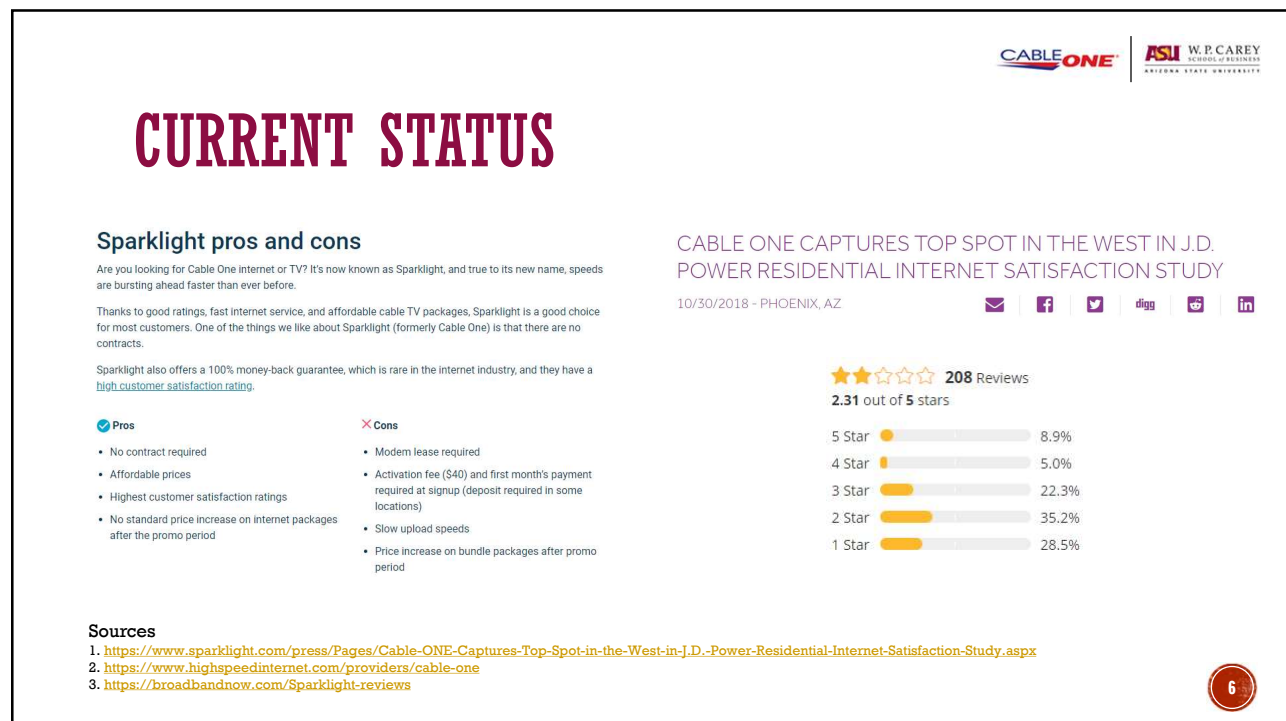 CABLEONE
ASU W. P. CAREY
SCHOOL of BUSINESS
ARIZONA STATE UNIVERSITY
CURRENT STATUS
Sparklight pros and cons
Are you looking for Cable One internet or TV? It's now known as Sparklight, and true to its new name, speeds
are bursting ahead faster than ever before.
Thanks to good ratings, fast internet service, and affordable cable TV packages, Sparklight is a good choice
for most customers. One of the things we like about Sparklight (formerly Cable One) is that there are no
contracts.
Sparklight also offers a 100% money-back guarantee, which is rare in the internet industry, and they have a
high customer satisfaction rating.
Pros
• No contract required
• Affordable prices
• Highest customer satisfaction ratings
• No standard price increase on internet packages
after the promo period
Cons
• Modem lease required
• Activation fee ($40) and first month's payment
required at signup (deposit required in some
locations)
• Slow upload speeds
• Price increase on bundle packages after promo
period
CABLE ONE CAPTURES TOP SPOT IN THE WEST IN J.D.
POWER RESIDENTIAL INTERNET SATISFACTION STUDY
10/30/2018 - PHOENIX, AZ
digg
in
208 Reviews
2.31 out of 5 stars
5 Star 8.9%
4 Star 5.0%
3 Star 22.3%
2 Star 35.2%
1 Star 28.5%
Sources
1. https://www.sparklight.com/press/Pages/Cable-ONE-Captures-Top-Spot-in-the-West-in-J.D.-Power-Residential-Internet-Satisfaction-Study.aspx
2. https://www.highspeedinternet.com/providers/cable-one
3. https://broadbandnow.com/Sparklight-reviews
6